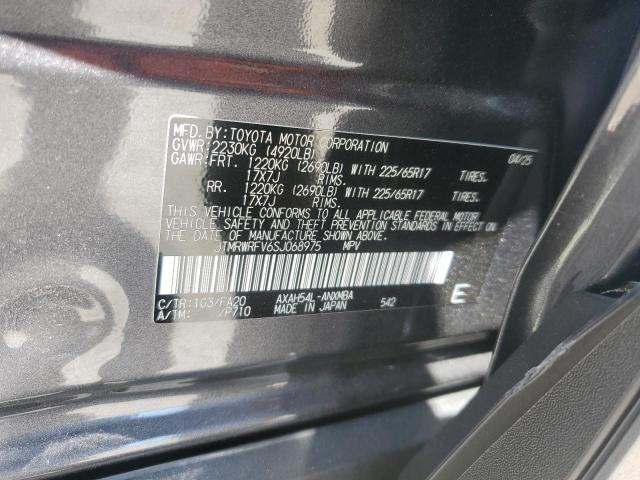 MFD. BY: TOYOTA MOTOR CORPORATION 04/25
GVWR: 2230KG (4920LB)
GAWR: FRT. 1220KG (2690LB) WITH 225/65R17 TIRES.
17X7J RIMS.
RR. 1220KG (2690LB) WITH 225/65R17 TIRES.
17X7J RIMS.
THIS VEHICLE CONFORMS TO ALL APPLICABLE FEDERAL MOTOR
VEHICLE SAFETY AND BUMPER STANDARDS IN EFFECT ON THE
DATE OF MANUFACTURE SHOWN ABOVE.
JTMRWRFV6SJ068975 MPV
C/TR: 1G3/FA20 AXAH54L-ANXMBA 542 E
A/TM: /P710 MADE IN JAPAN